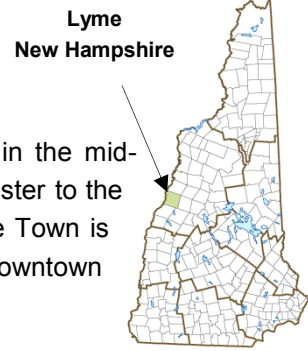 Lyme
New Hampshire
in the mid-
ster to the
Town is
owntown